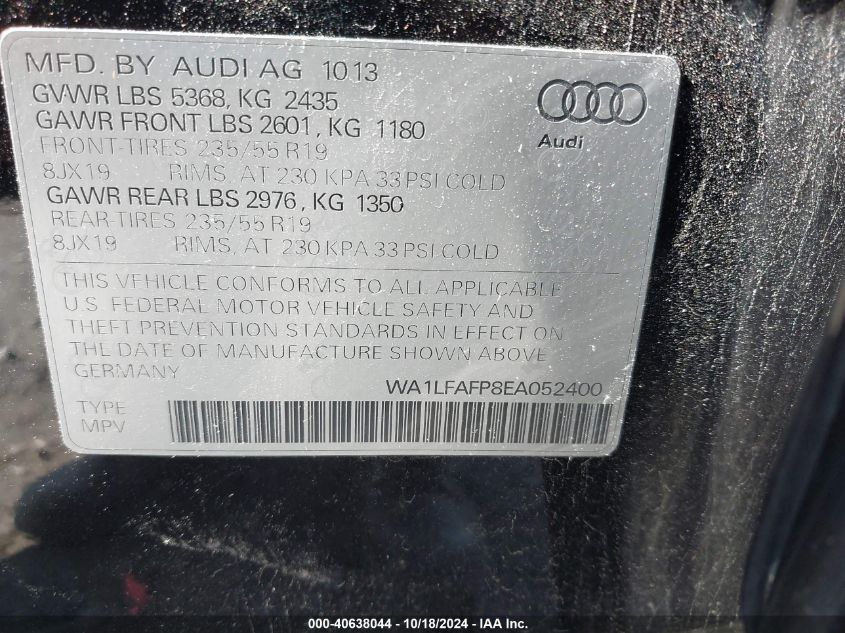 MFD. BY AUDI AG 10 13
GVWR LBS 5368, KG 2435
GAWR FRONT LBS 2601, KG 1180
FRONT-TIRES 235/55 R19
8JX19 RIMS, AT 230 KPA 33 PSI COLD
GAWR REAR LBS 2976, KG 1350
REAR-TIRES 235/55 R19
8JX19 RIMS, AT 230 KPA 33 PSI COLD
Audi
THIS VEHICLE CONFORMS TO ALL APPLICABLE
U.S. FEDERAL MOTOR VEHICLE SAFETY AND
THEFT PREVENTION STANDARDS IN EFFECT ON
THE DATE OF MANUFACTURE SHOWN ABOVE
GERMANY
WA1LFAFP8EA052400
TYPE
MPV
000-40638044 - 10/18/2024 - IAA Inc.